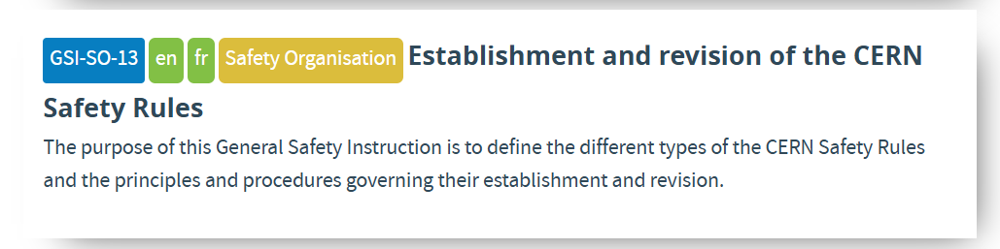 GSI-SO-13 en fr Safety Organisation Establishment and revision of the CERN
Safety Rules
The purpose of this General Safety Instruction is to define the different types of the CERN Safety Rules
and the principles and procedures governing their establishment and revision.